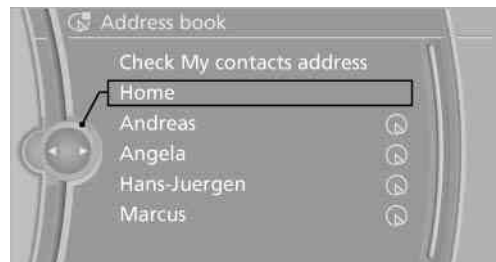 Address book
Check My contacts address
Home
Andreas
Angela
Hans-Juergen
Marcus